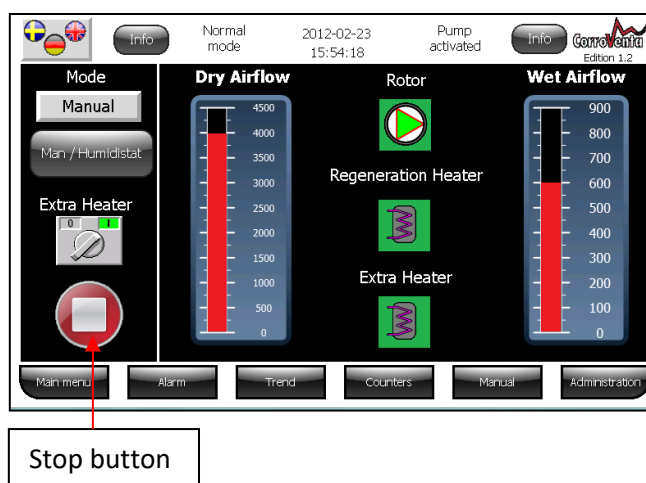 Info
Normal
mode
2012-02-23
15:54:18
Pump
activated
Info
CorroVenta
Edition 1.2
Mode
Manual
Man / Humidistat
Extra Heater
0 1
Dry Airflow
4500
4000
3500
3000
2500
2000
1500
1000
500
0
Rotor
Regeneration Heater
Extra Heater
Wet Airflow
900
800
700
600
500
400
300
200
100
0
Main menu
Alarm
Trend
Counters
Manual
Administration
Stop button